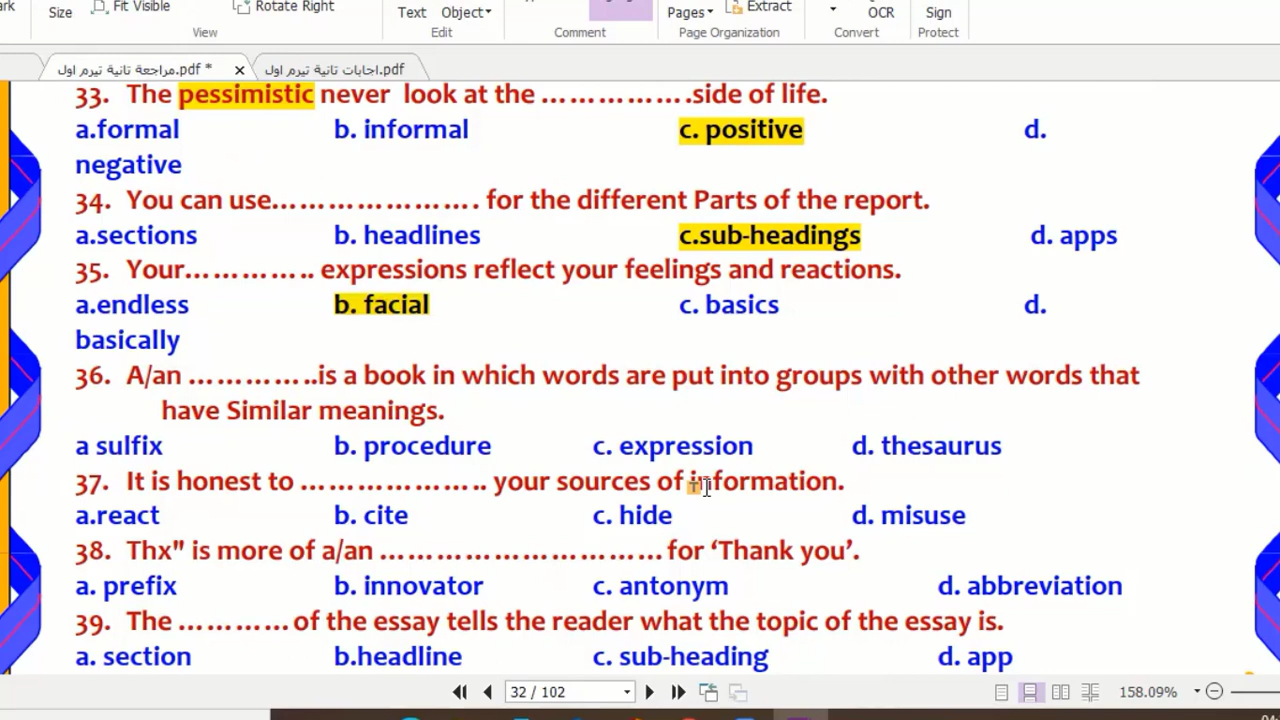 ark Size Fit Visible Rotate Right Text Object Pages Extract OCR Sign
View Edit Comment Page Organization Convert Protect
مراجعة ثانية تيرم اول.pdf * × اجابات ثانية تيرم اول.pdf
33. The pessimistic never look at the …………….side of life.
a.formal b. informal c. positive d.
negative
34. You can use…………………. for the different Parts of the report.
a.sections b. headlines c.sub-headings d. apps
35. Your………….. expressions reflect your feelings and reactions.
a.endless b. facial c. basics d.
basically
36. A/an …………..is a book in which words are put into groups with other words that
have Similar meanings.
a sulfix b. procedure c. expression d. thesaurus
37. It is honest to ……………….. your sources of information.
a.react b. cite c. hide d. misuse
38. Thx" is more of a/an ………………………… for ‘Thank you’.
a. prefix b. innovator c. antonym d. abbreviation
39. The ………… of the essay tells the reader what the topic of the essay is.
a. section b.headline c. sub-heading d. app
32 / 102 158.09%